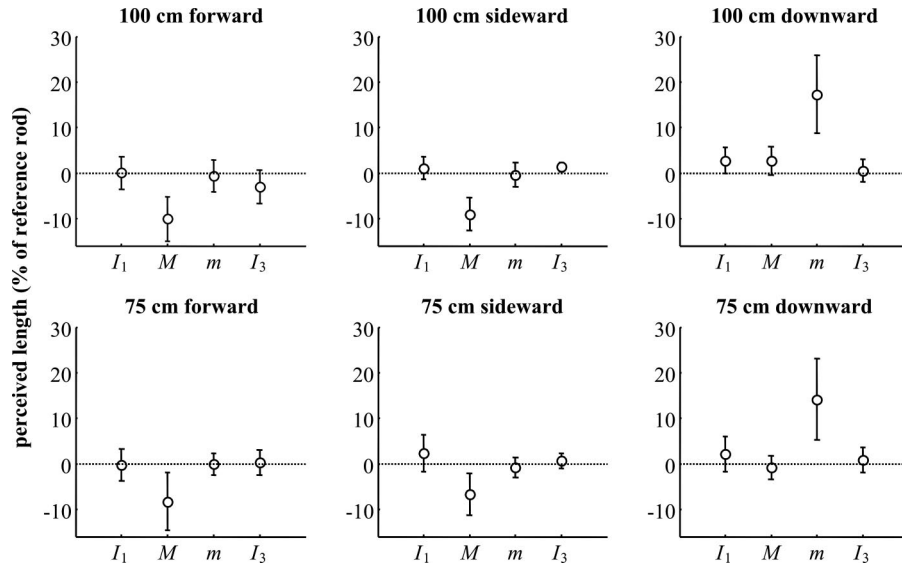 100 cm forward 100 cm sideward 100 cm downward
perceived length (% of reference rod)
30 30 30
20 20 20
10 10 10
0 0 0
-10 -10 -10
I1 M m I3 I1 M m I3 I1 M m I3
75 cm forward 75 cm sideward 75 cm downward
30 30 30
20 20 20
10 10 10
0 0 0
-10 -10 -10
I1 M m I3 I1 M m I3 I1 M m I3